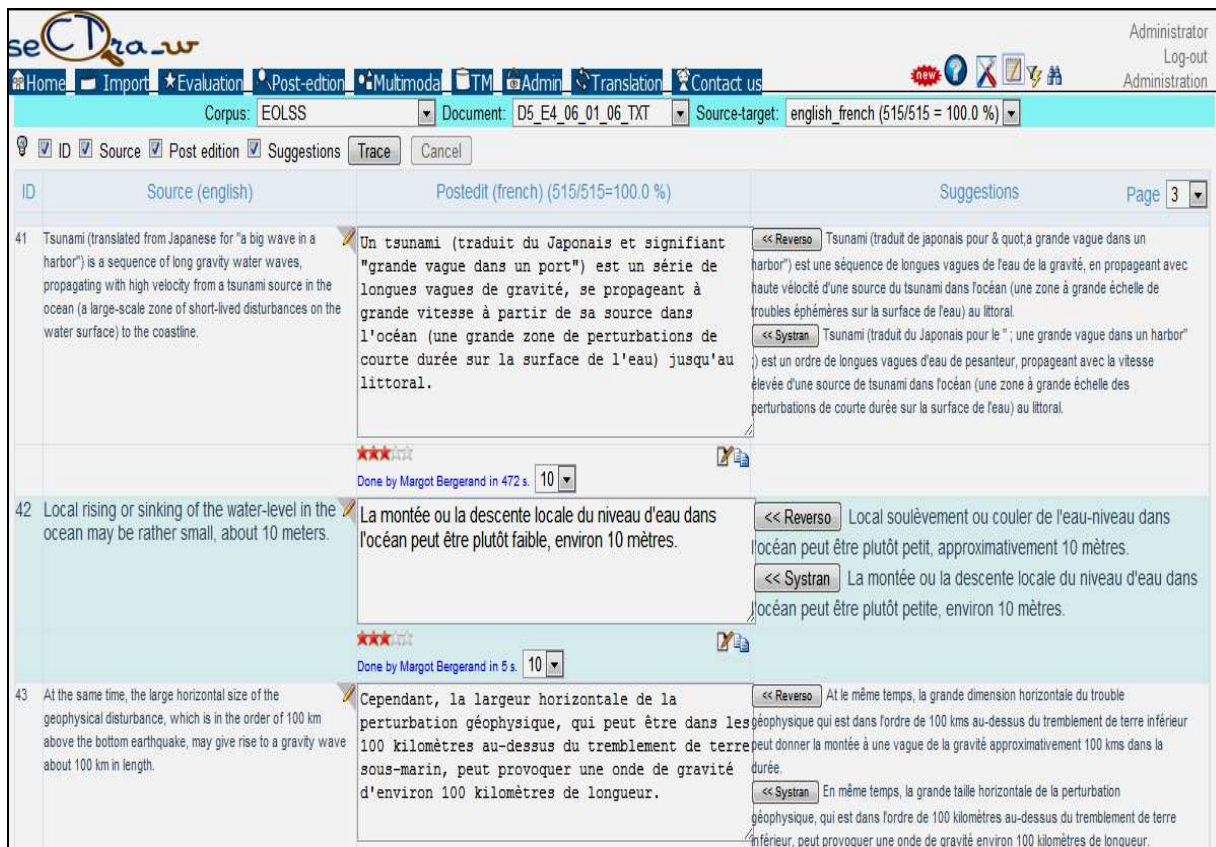 seCTra_w
Administrator
Log-out
Administration
new
Home Import Evaluation Post-edtion Multimodal TM Admin Translation Contact us
Corpus: EOLSS Document: D5_E4_06_01_06_TXT Source-target: english_french (515/515 = 100.0 %)
ID Source Post edition Suggestions Trace Cancel
ID Source (english) Postedit (french) (515/515=100.0 %) Suggestions Page 3
41
Tsunami (translated from Japanese for "a big wave in a
harbor") is a sequence of long gravity water waves,
propagating with high velocity from a tsunami source in the
ocean (a large-scale zone of short-lived disturbances on the
water surface) to the coastline.
Un tsunami (traduit du Japonais et signifiant
"grande vague dans un port") est un série de
longues vagues de gravité, se propageant à
grande vitesse à partir de sa source dans
l'océan (une grande zone de perturbations de
courte durée sur la surface de l'eau) jusqu'au
littoral.
<< Reverso Tsunami (traduit de japonais pour & quot;a grande vague dans un
harbor") est une séquence de longues vagues de l'eau de la gravité, en propageant avec
haute vélocité d'une source du tsunami dans l'océan (une zone à grande échelle de
troubles éphémères sur la surface de l'eau) au littoral.
<< Systran Tsunami (traduit du Japonais pour le " ; une grande vague dans un harbor"
;) est un ordre de longues vagues d'eau de pesanteur, propageant avec la vitesse
élevée d'une source de tsunami dans l'océan (une zone à grande échelle des
perturbations de courte durée sur la surface de l'eau) au littoral.
Done by Margot Bergerand in 472 s. 10
42
Local rising or sinking of the water-level in the
ocean may be rather small, about 10 meters.
La montée ou la descente locale du niveau d'eau dans
l'océan peut être plutôt faible, environ 10 mètres.
<< Reverso Local soulèvement ou couler de l'eau-niveau dans
l'océan peut être plutôt petit, approximativement 10 mètres.
<< Systran La montée ou la descente locale du niveau d'eau dans
l'océan peut être plutôt petite, environ 10 mètres.
Done by Margot Bergerand in 5 s. 10
43
At the same time, the large horizontal size of the
geophysical disturbance, which is in the order of 100 km
above the bottom earthquake, may give rise to a gravity wave
about 100 km in length.
Cependant, la largeur horizontale de la
perturbation géophysique, qui peut être dans les
100 kilomètres au-dessus du tremblement de terre
sous-marin, peut provoquer une onde de gravité
d'environ 100 kilomètres de longueur.
<< Reverso At le même temps, la grande dimension horizontale du trouble
géophysique qui est dans l'ordre de 100 kms au-dessus du tremblement de terre inférieur
peut donner la montée à une vague de la gravité approximativement 100 kms dans la
durée.
<< Systran En même temps, la grande taille horizontale de la perturbation
géophysique, qui est dans l'ordre de 100 kilomètres au-dessus du tremblement de terre
inférieur, peut provoquer une onde de gravité environ 100 kilomètres de longueur.